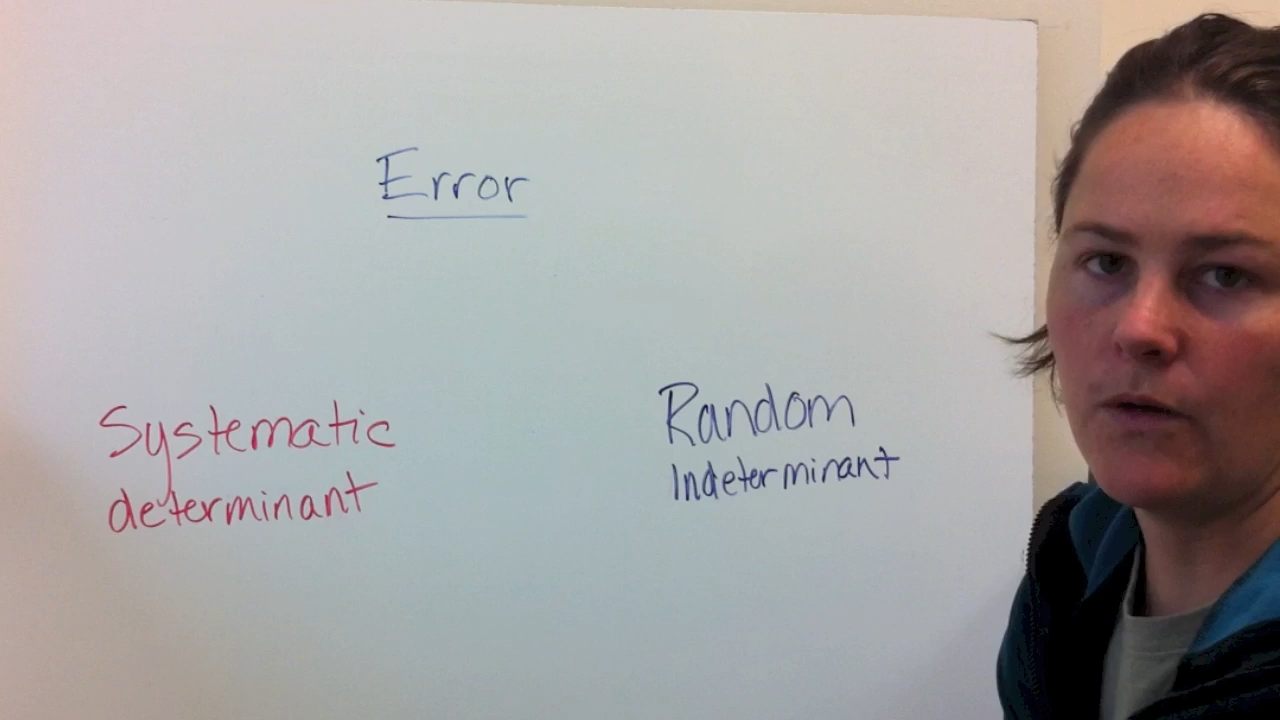 Error
Systematic
determinant
Random
Indeterminant